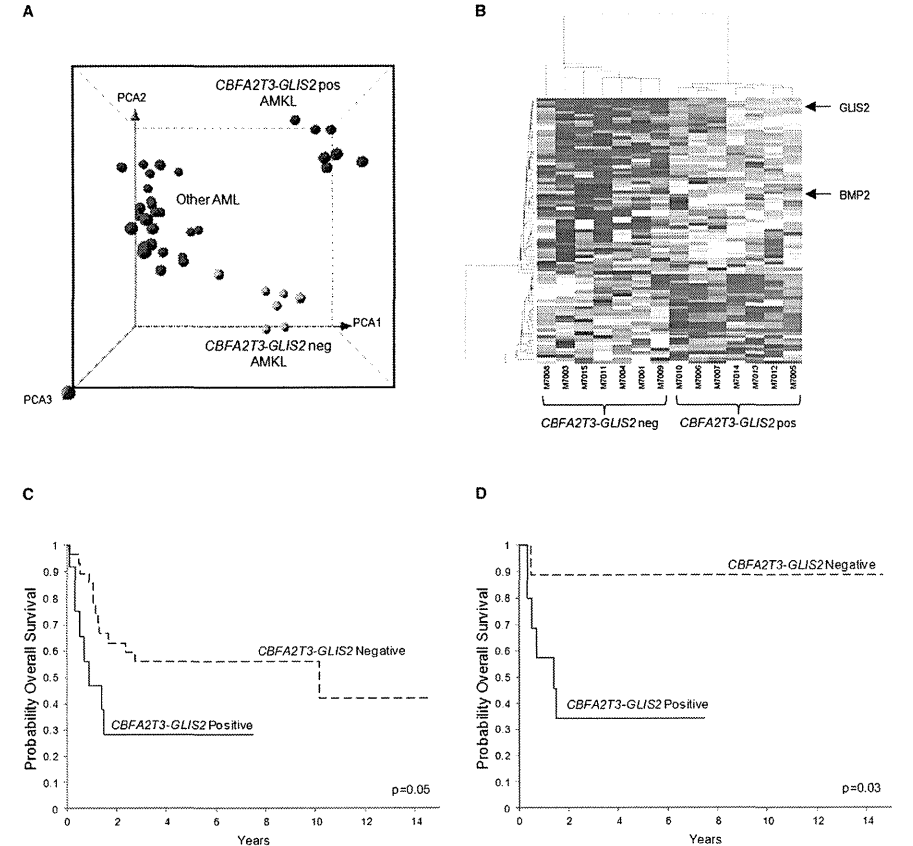 A
CBFA2T3-GLIS2 pos
AMKL
PCA2
Other AML
PCA1
CBFA2T3-GLIS2 neg
AMKL
PCA3
B
GLIS2
BMP2
M7008 M7003 M7015 M7011 M7004 M7001 M7009 M7010 M7006 M7007 M7014 M7013 M7012 M7005
CBFA2T3-GLIS2 neg CBFA2T3-GLIS2 pos
C
Probability Overall Survival
1
0.9
0.8
0.7
0.6
0.5
0.4
0.3
0.2
0.1
0
CBFA2T3-GLIS2 Negative
CBFA2T3-GLIS2 Positive
p=0.05
0 2 4 6 8 10 12 14
Years
D
Probability Overall Survival
1
0.9
0.8
0.7
0.6
0.5
0.4
0.3
0.2
0.1
0
CBFA2T3-GLIS2 Negative
CBFA2T3-GLIS2 Positive
p=0.03
0 2 4 6 8 10 12 14
Years